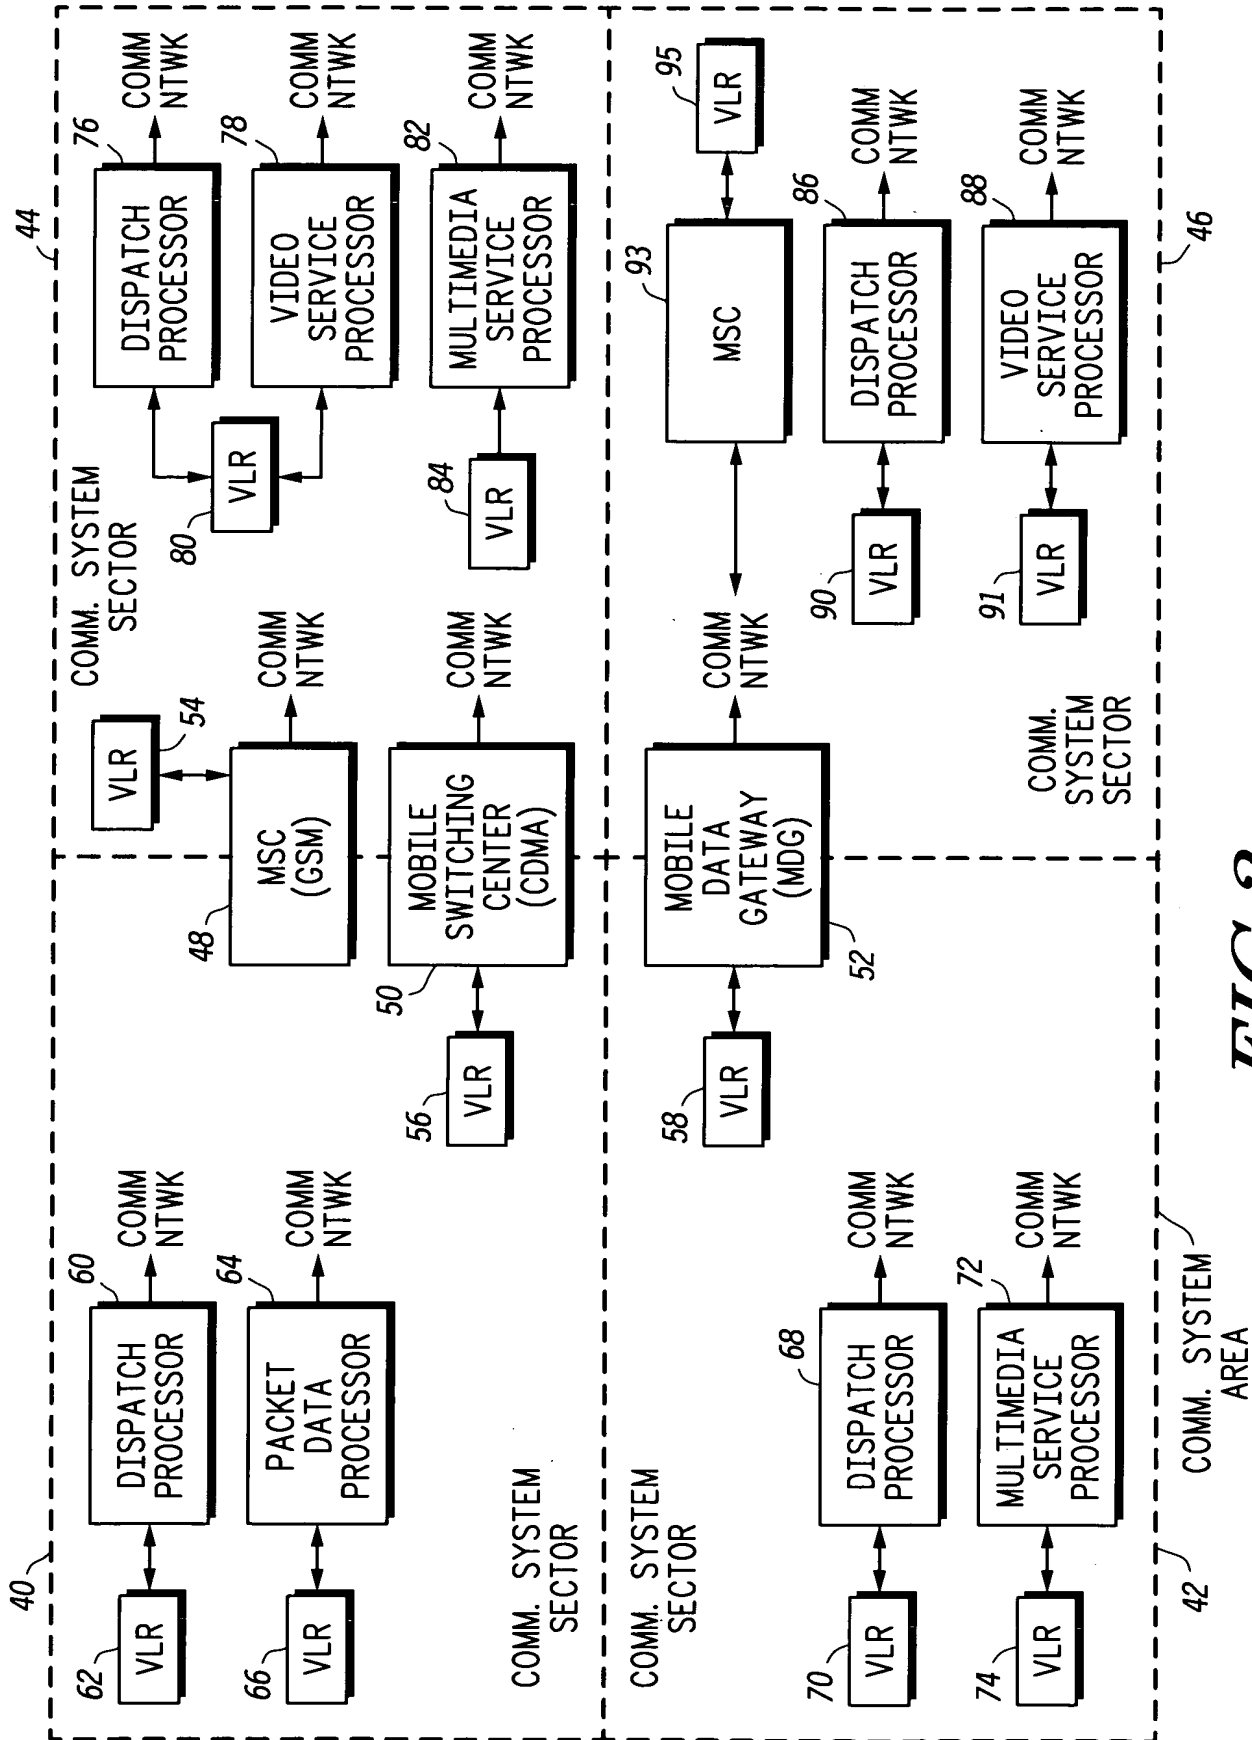 40
62
VLR
DISPATCH
PROCESSOR
60
COMM
NTWK
66
VLR
PACKET
DATA
PROCESSOR
64
COMM
NTWK
COMM. SYSTEM
SECTOR
VLR
54
48
MSC
(GSM)
COMM
NTWK
56
VLR
50
MOBILE
SWITCHING
CENTER
(CDMA)
COMM
NTWK
44
COMM. SYSTEM
SECTOR
80
VLR
DISPATCH
PROCESSOR
76
COMM
NTWK
VIDEO
SERVICE
PROCESSOR
78
COMM
NTWK
84
VLR
MULTIMEDIA
SERVICE
PROCESSOR
82
COMM
NTWK
COMM. SYSTEM
SECTOR
58
VLR
MOBILE
DATA
GATEWAY
(MDG)
52
COMM
NTWK
93
MSC
95
VLR
70
VLR
68
DISPATCH
PROCESSOR
COMM
NTWK
74
VLR
MULTIMEDIA
SERVICE
PROCESSOR
72
COMM
NTWK
90
VLR
DISPATCH
PROCESSOR
86
COMM
NTWK
91
VLR
VIDEO
SERVICE
PROCESSOR
88
COMM
NTWK
COMM.
SYSTEM
SECTOR
42
COMM. SYSTEM
AREA
46
FIG.